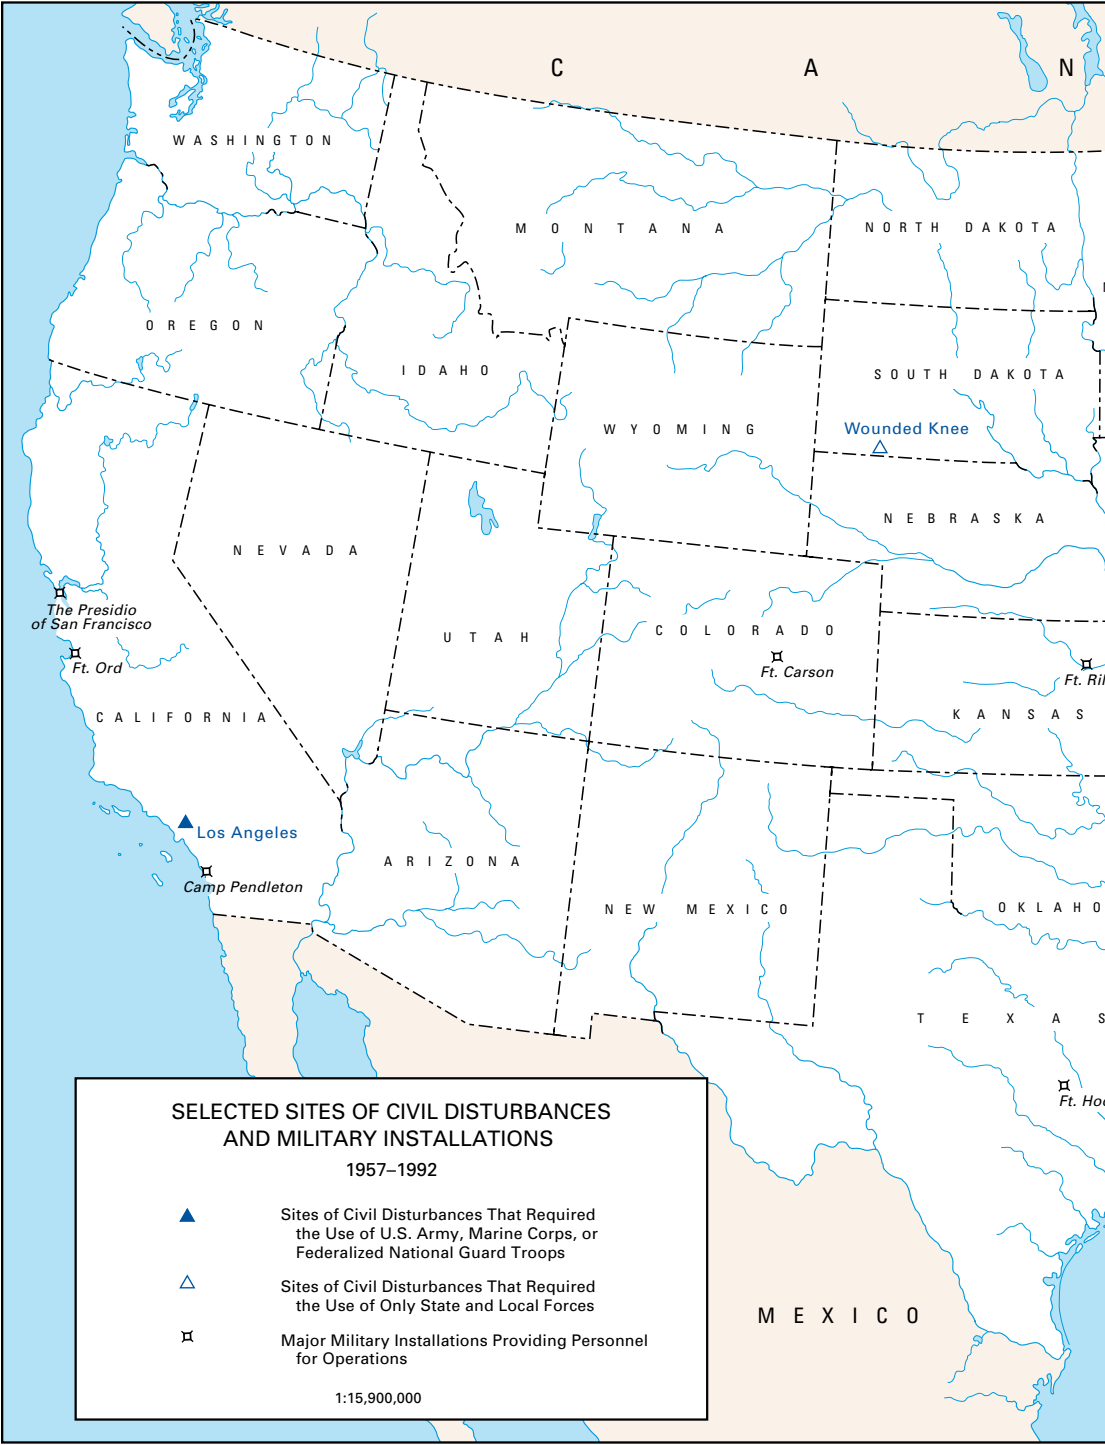 C A N
WASHINGTON
MONTANA
NORTH DAKOTA
OREGON
IDAHO
SOUTH DAKOTA
WYOMING
Wounded Knee
NEBRASKA
NEVADA
The Presidio
of San Francisco
UTAH
COLORADO
Ft. Ord
Ft. Carson
Ft. Ril
CALIFORNIA
KANSAS
Los Angeles
ARIZONA
Camp Pendleton
NEW MEXICO
OKLAHO
TEXAS
Ft. Hoo
SELECTED SITES OF CIVIL DISTURBANCES
AND MILITARY INSTALLATIONS
1957–1992
Sites of Civil Disturbances That Required
the Use of U.S. Army, Marine Corps, or
Federalized National Guard Troops
Sites of Civil Disturbances That Required
the Use of Only State and Local Forces
Major Military Installations Providing Personnel
for Operations
1:15,900,000
MEXICO